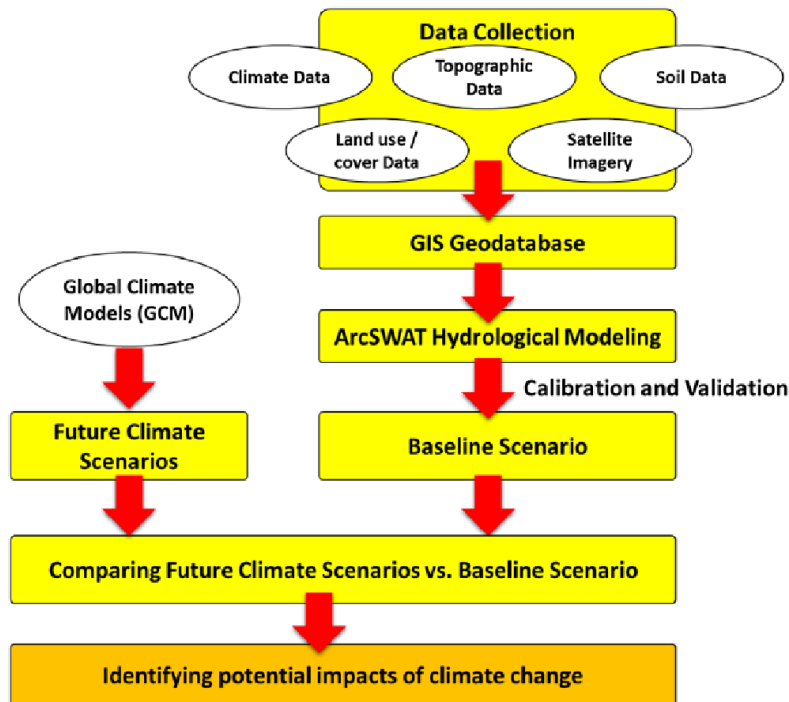 Data Collection
Climate Data
Topographic
Data
Soil Data
Land use /
cover Data
Satellite
Imagery
GIS Geodatabase
Global Climate
Models (GCM)
ArcSWAT Hydrological Modeling
Calibration and Validation
Future Climate
Scenarios
Baseline Scenario
Comparing Future Climate Scenarios vs. Baseline Scenario
Identifying potential impacts of climate change